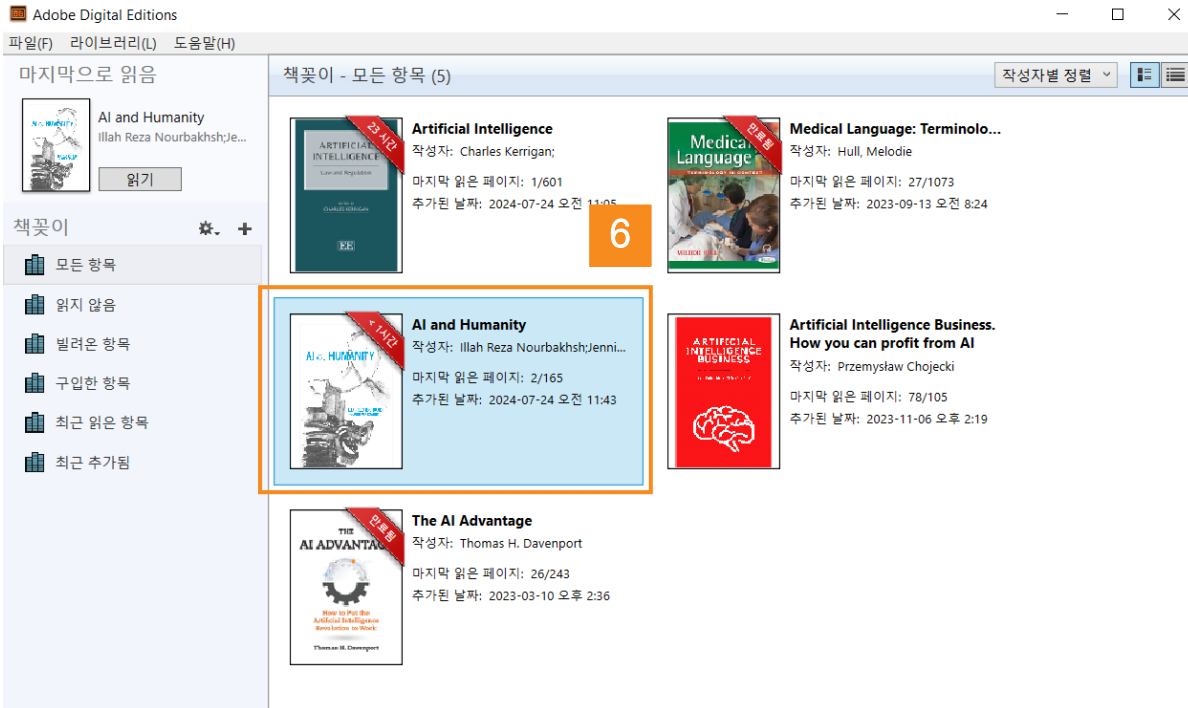 Adobe Digital Editions
파일(F) 라이브러리(L) 도움말(H)
마지막으로 읽음
AI and Humanity
Illah Reza Nourbakhsh;Je...
읽기
책꽂이
모든 항목
읽지 않음
빌려온 항목
구입한 항목
최근 읽은 항목
최근 추가됨
책꽂이 - 모든 항목 (5)
작성자별 정렬
23 시간
ARTIFICIAL
INTELLIGENCE
Law and Regulation
CHARLES KERRIGAN
EE
Artificial Intelligence
작성자: Charles Kerrigan;
마지막 읽은 페이지: 1/601
추가된 날짜: 2024-07-24 오전 11:05
6
만료됨
Medical
Language
TERMINOLOGY IN CONTEXT
MELODIE HULL
Medical Language: Terminolo...
작성자: Hull, Melodie
마지막 읽은 페이지: 27/1073
추가된 날짜: 2023-09-13 오전 8:24
< 1시간
AI and HUMANITY
AI and Humanity
작성자: Illah Reza Nourbakhsh;Jenni...
마지막 읽은 페이지: 2/165
추가된 날짜: 2024-07-24 오전 11:43
ARTIFICIAL
INTELLIGENCE
BUSINESS
Artificial Intelligence Business.
How you can profit from AI
작성자: Przemysław Chojecki
마지막 읽은 페이지: 78/105
추가된 날짜: 2023-11-06 오후 2:19
만료됨
THE
AI ADVANTAG
How to Put the
Artificial Intelligence
Revolution to Work
Thomas H. Davenport
The AI Advantage
작성자: Thomas H. Davenport
마지막 읽은 페이지: 26/243
추가된 날짜: 2023-03-10 오후 2:36